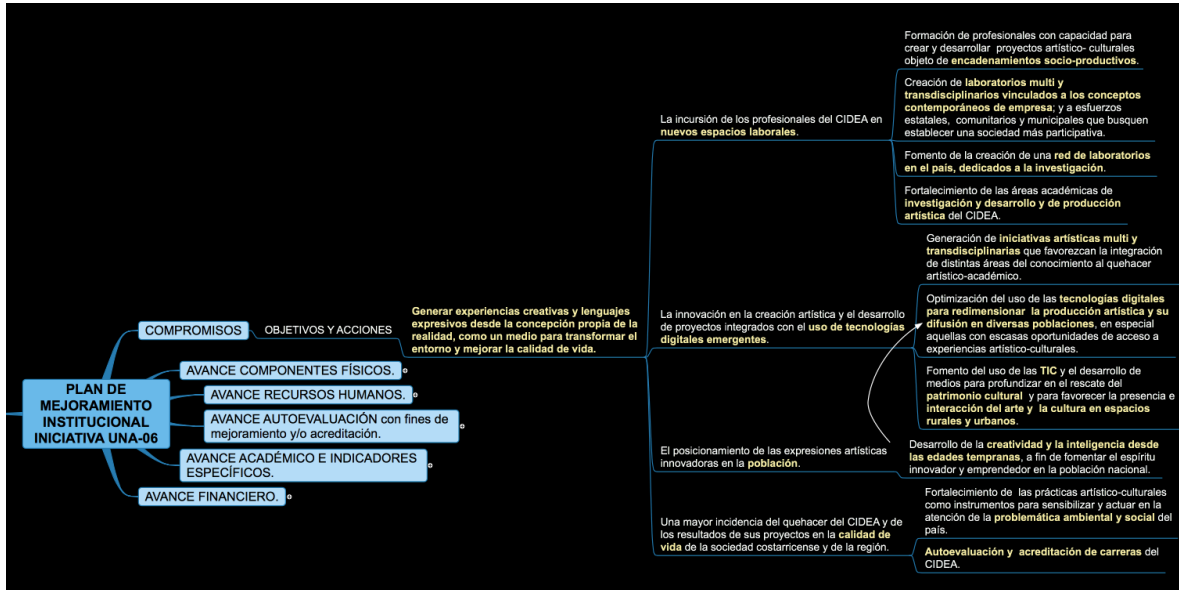 PLAN DE
MEJORAMIENTO
INSTITUCIONAL
INICIATIVA UNA-06
COMPROMISOS
OBJETIVOS Y ACCIONES
Generar experiencias creativas y lenguajes
expresivos desde la concepción propia de la
realidad, como un medio para transformar el
entorno y mejorar la calidad de vida.
La incursión de los profesionales del CIDEA en
nuevos espacios laborales.
Formación de profesionales con capacidad para
crear y desarrollar proyectos artístico- culturales
objeto de encadenamientos socio-productivos.
Creación de laboratorios multi y
transdisciplinarios vinculados a los conceptos
contemporáneos de empresa; y a esfuerzos
estatales, comunitarios y municipales que busquen
establecer una sociedad más participativa.
Fomento de la creación de una red de laboratorios
en el país, dedicados a la investigación.
Fortalecimiento de las áreas académicas de
investigación y desarrollo y de producción
artística del CIDEA.
La innovación en la creación artística y el desarrollo
de proyectos integrados con el uso de tecnologías
digitales emergentes.
Generación de iniciativas artísticas multi y
transdisciplinarias que favorezcan la integración
de distintas áreas del conocimiento al quehacer
artístico-académico.
Optimización del uso de las tecnologías digitales
para redimensionar la producción artística y su
difusión en diversas poblaciones, en especial
aquellas con escasas oportunidades de acceso a
experiencias artístico-culturales.
Fomento del uso de las TIC y el desarrollo de
medios para profundizar en el rescate del
patrimonio cultural y para favorecer la presencia e
interacción del arte y la cultura en espacios
rurales y urbanos.
El posicionamiento de las expresiones artísticas
innovadoras en la población.
Desarrollo de la creatividad y la inteligencia desde
las edades tempranas, a fin de fomentar el espíritu
innovador y emprendedor en la población nacional.
Una mayor incidencia del quehacer del CIDEA y de
los resultados de sus proyectos en la calidad de
vida de la sociedad costarricense y de la región.
Fortalecimiento de las prácticas artístico-culturales
como instrumentos para sensibilizar y actuar en la
atención de la problemática ambiental y social del
país.
Autoevaluación y acreditación de carreras del
CIDEA.
AVANCE COMPONENTES FÍSICOS.
AVANCE RECURSOS HUMANOS.
AVANCE AUTOEVALUACIÓN con fines de
mejoramiento y/o acreditación.
AVANCE ACADÉMICO E INDICADORES
ESPECÍFICOS.
AVANCE FINANCIERO.